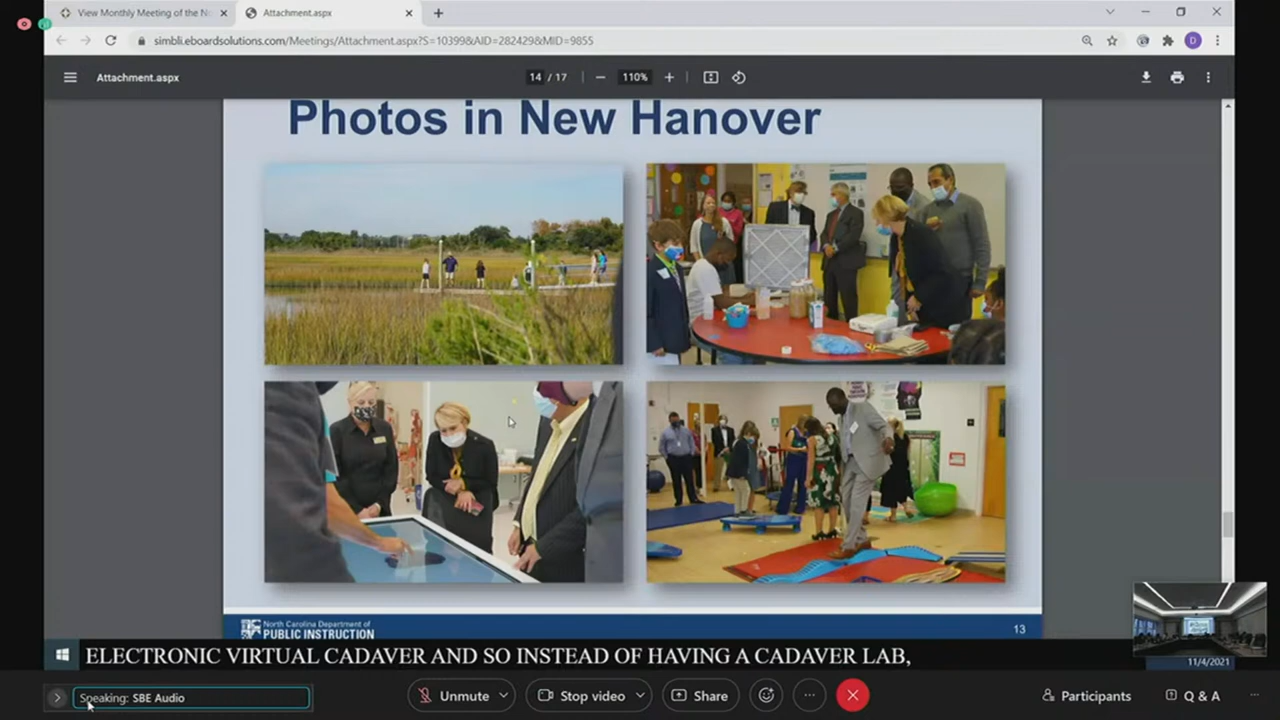 View Monthly Meeting of the N
Attachment.aspx
simbli.eboardsolutions.com/Meetings/Attachment.aspx?S=10399&AID=282429&MID=9855
D
Attachment.aspx
14 / 17
110%
Photos in New Hanover
North Carolina Department of
PUBLIC INSTRUCTION
13
ELECTRONIC VIRTUAL CADAVER AND SO INSTEAD OF HAVING A CADAVER LAB,
11/4/2021
Speaking: SBE Audio
Unmute
Stop video
Share
Participants
Q & A